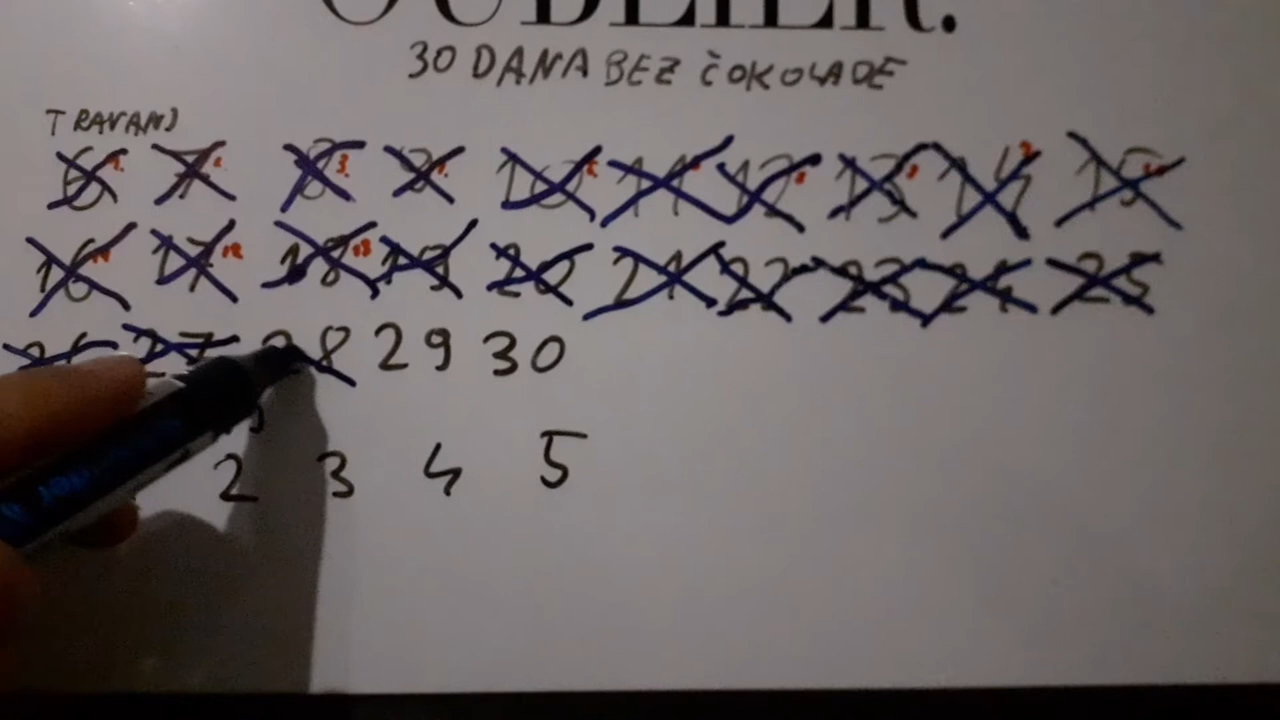 OUBLIER.
30 DANA BEZ ČOKOLADE
TRAVANJ
6 7 8 9 10 11 12 13 14 15
16 17 18 19 20 21 22 23 24 25
26 27 28 29 30
2 3 4 5